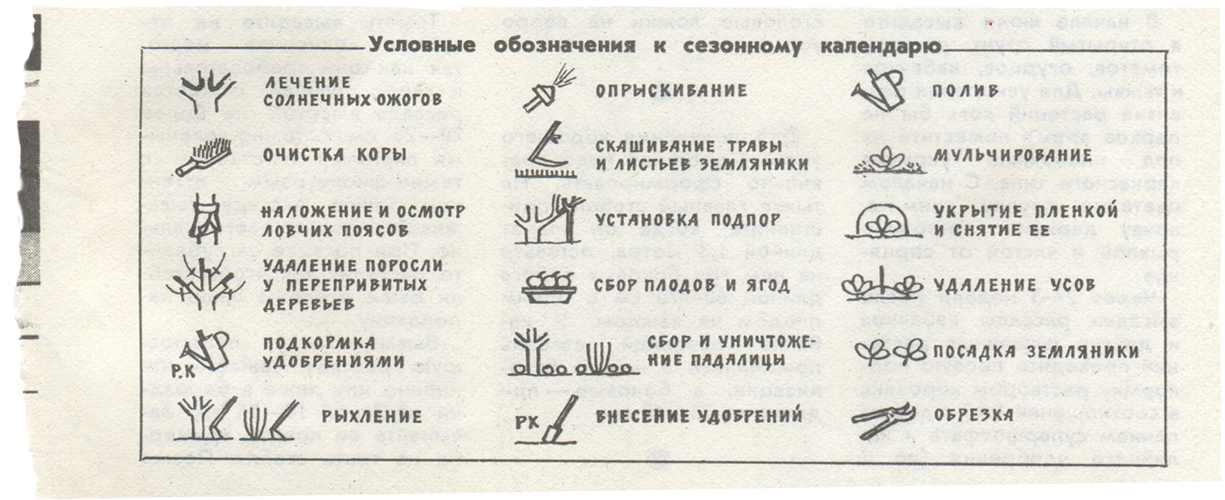 Условные обозначения к сезонному календарю
ЛЕЧЕНИЕ
СОЛНЕЧНЫХ ОЖОГОВ
ОЧИСТКА КОРЫ
НАЛОЖЕНИЕ И ОСМОТР
ЛОВЧИХ ПОЯСОВ
УДАЛЕНИЕ ПОРОСЛИ
У ПЕРЕПРИВИТЫХ
ДЕРЕВЬЕВ
Р.К
ПОДКОРМКА
УДОБРЕНИЯМИ
РЫХЛЕНИЕ
ОПРЫСКИВАНИЕ
СКАШИВАНИЕ ТРАВЫ
И ЛИСТЬЕВ ЗЕМЛЯНИКИ
УСТАНОВКА ПОДПОР
СБОР ПЛОДОВ И ЯГОД
СБОР И УНИЧТОЖЕ-
НИЕ ПАДАЛИЦЫ
РК
ВНЕСЕНИЕ УДОБРЕНИЙ
ПОЛИВ
МУЛЬЧИРОВАНИЕ
УКРЫТИЕ ПЛЕНКОЙ
И СНЯТИЕ ЕЕ
УДАЛЕНИЕ УСОВ
ПОСАДКА ЗЕМЛЯНИКИ
ОБРЕЗКА